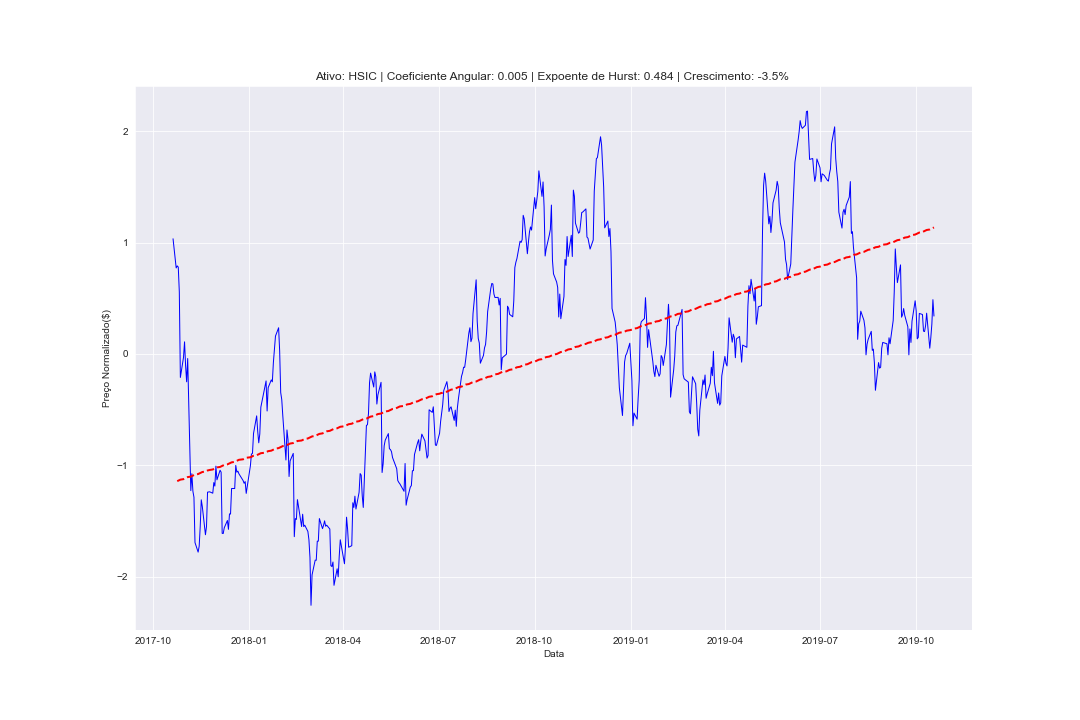 Ativo: HSIC | Coeficiente Angular: 0.005 | Expoente de Hurst: 0.484 | Crescimento: -3.5%
Preço Normalizado($)
2
1
0
−1
−2
2017-10 2018-01 2018-04 2018-07 2018-10 2019-01 2019-04 2019-07 2019-10
Data